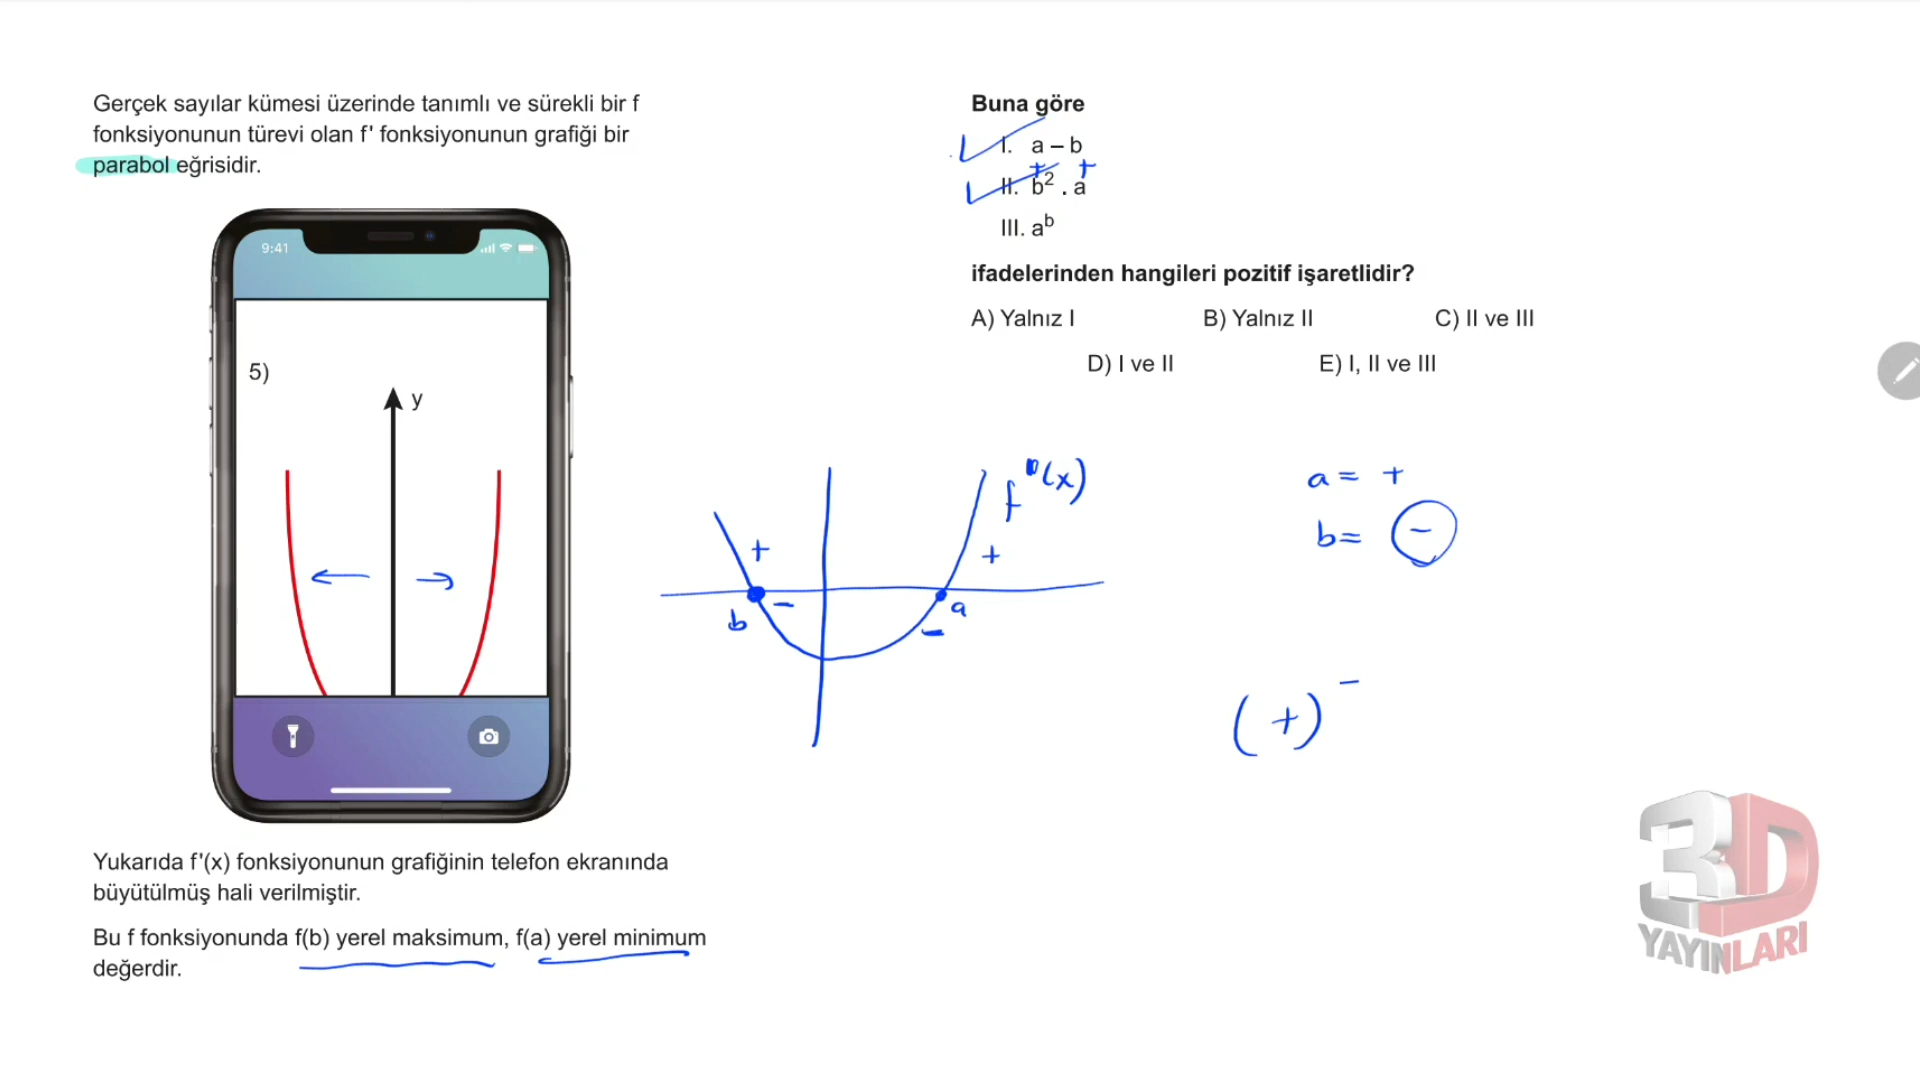 Gerçek sayılar kümesi üzerinde tanımlı ve sürekli bir f
fonksiyonunun türevi olan f' fonksiyonunun grafiği bir
parabol eğrisidir.
9:41
5)
y
Yukarıda f'(x) fonksiyonunun grafiğinin telefon ekranında
büyütülmüş hali verilmiştir.
Bu f fonksiyonunda f(b) yerel maksimum, f(a) yerel minimum
değerdir.
Buna göre
I. a – b
+ +
II. b² . a
III. aᵇ
ifadelerinden hangileri pozitif işaretlidir?
A) Yalnız I B) Yalnız II C) II ve III
D) I ve II E) I, II ve III
f'(x)
+ +
b – – a
a = +
b = –
(+)⁻
3D
YAYINLARI